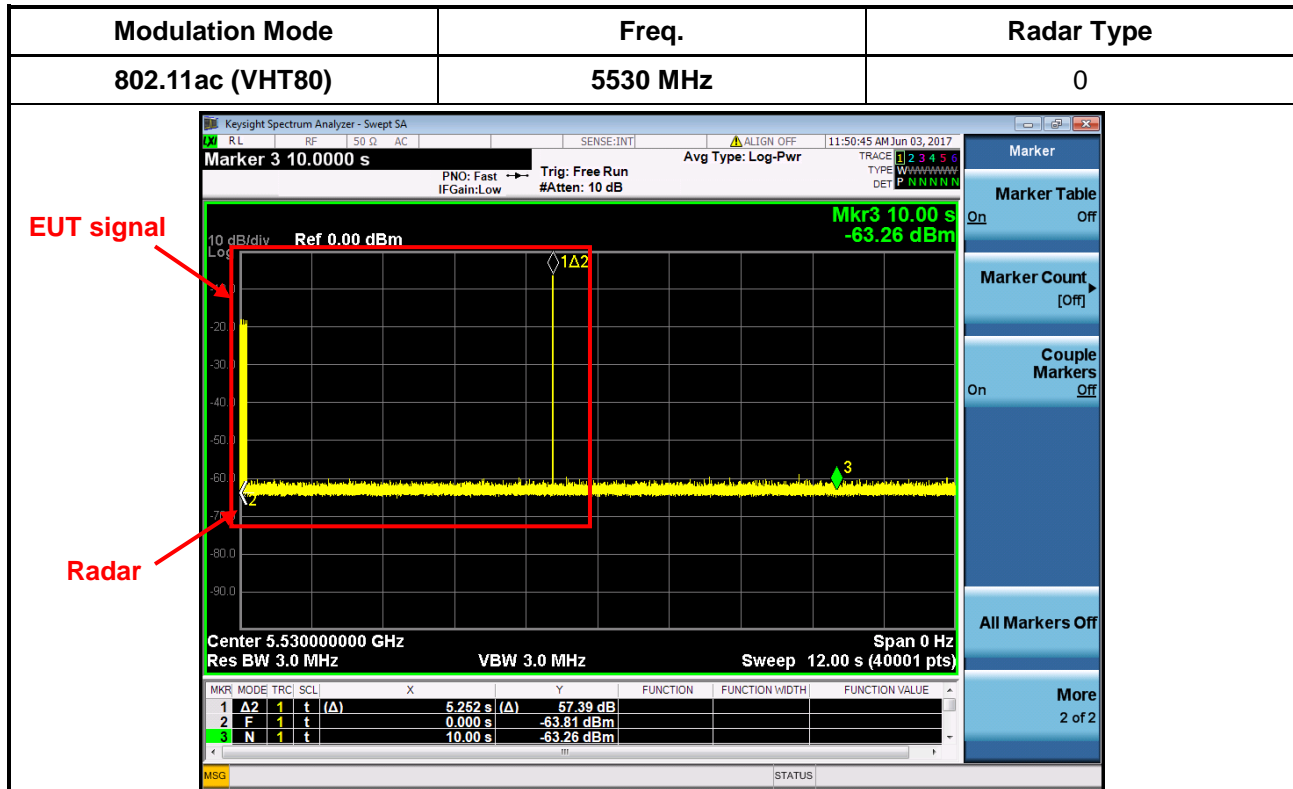 Modulation Mode Freq. Radar Type
802.11ac (VHT80) 5530 MHz 0
EUT signal
Radar
Keysight Spectrum Analyzer - Swept SA
LXI RL RF 50 Ω AC SENSE:INT ALIGN OFF 11:50:45 AM Jun 03, 2017
Marker 3 10.0000 s
PNO: Fast
IFGain:Low
Trig: Free Run
#Atten: 10 dB
Avg Type: Log-Pwr
TRACE 1 2 3 4 5 6
TYPE WWWWWW
DET P N N N N N
Mkr3 10.00 s
-63.26 dBm
10 dB/div Ref 0.00 dBm
Log
1Δ2
-20.0
-30.0
-40.0
-50.0
-60.0
3
2
-70.0
-80.0
-90.0
Center 5.530000000 GHz Span 0 Hz
Res BW 3.0 MHz VBW 3.0 MHz Sweep 12.00 s (40001 pts)
MKR MODE TRC SCL X Y FUNCTION FUNCTION WIDTH FUNCTION VALUE
1 Δ2 1 t (Δ) 5.252 s (Δ) 57.39 dB
2 F 1 t 0.000 s -63.81 dBm
3 N 1 t 10.00 s -63.26 dBm
MSG STATUS
Marker
Marker Table
On Off
Marker Count
[Off]
Couple
Markers
On Off
All Markers Off
More
2 of 2